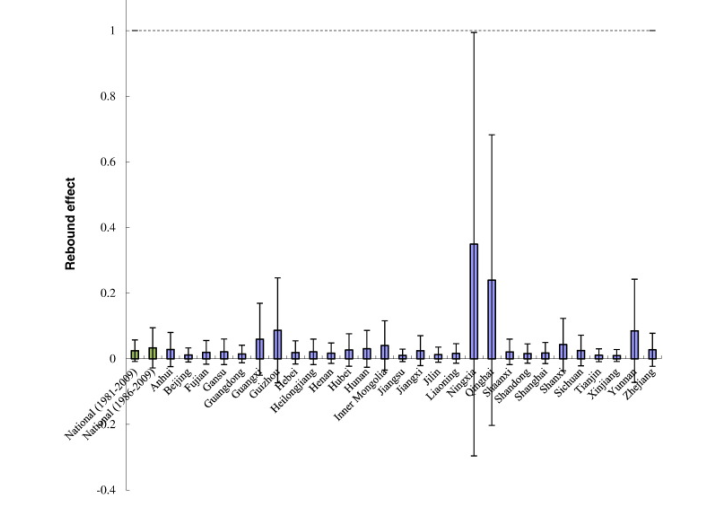 1
0.8
0.6
0.4
0.2
0
-0.2
-0.4
Rebound effect
National (1981-2009)
National (1986-2009)
Anhui
Beijing
Fujian
Gansu
Guangdong
Guangxi
Guizhou
Hebei
Heilongjiang
Henan
Hubei
Hunan
Inner Mongolia
Jiangsu
Jiangxi
Jilin
Liaoning
Ningxia
Qinghai
Shaanxi
Shandong
Shanghai
Shanxi
Sichuan
Tianjin
Xinjiang
Yunnan
Zhejiang